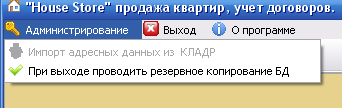 "House Store" продажа квартир, учет договоров.
Администрирование Выход О программе
Импорт адресных данных из КЛАДР
При выходе проводить резервное копирование БД